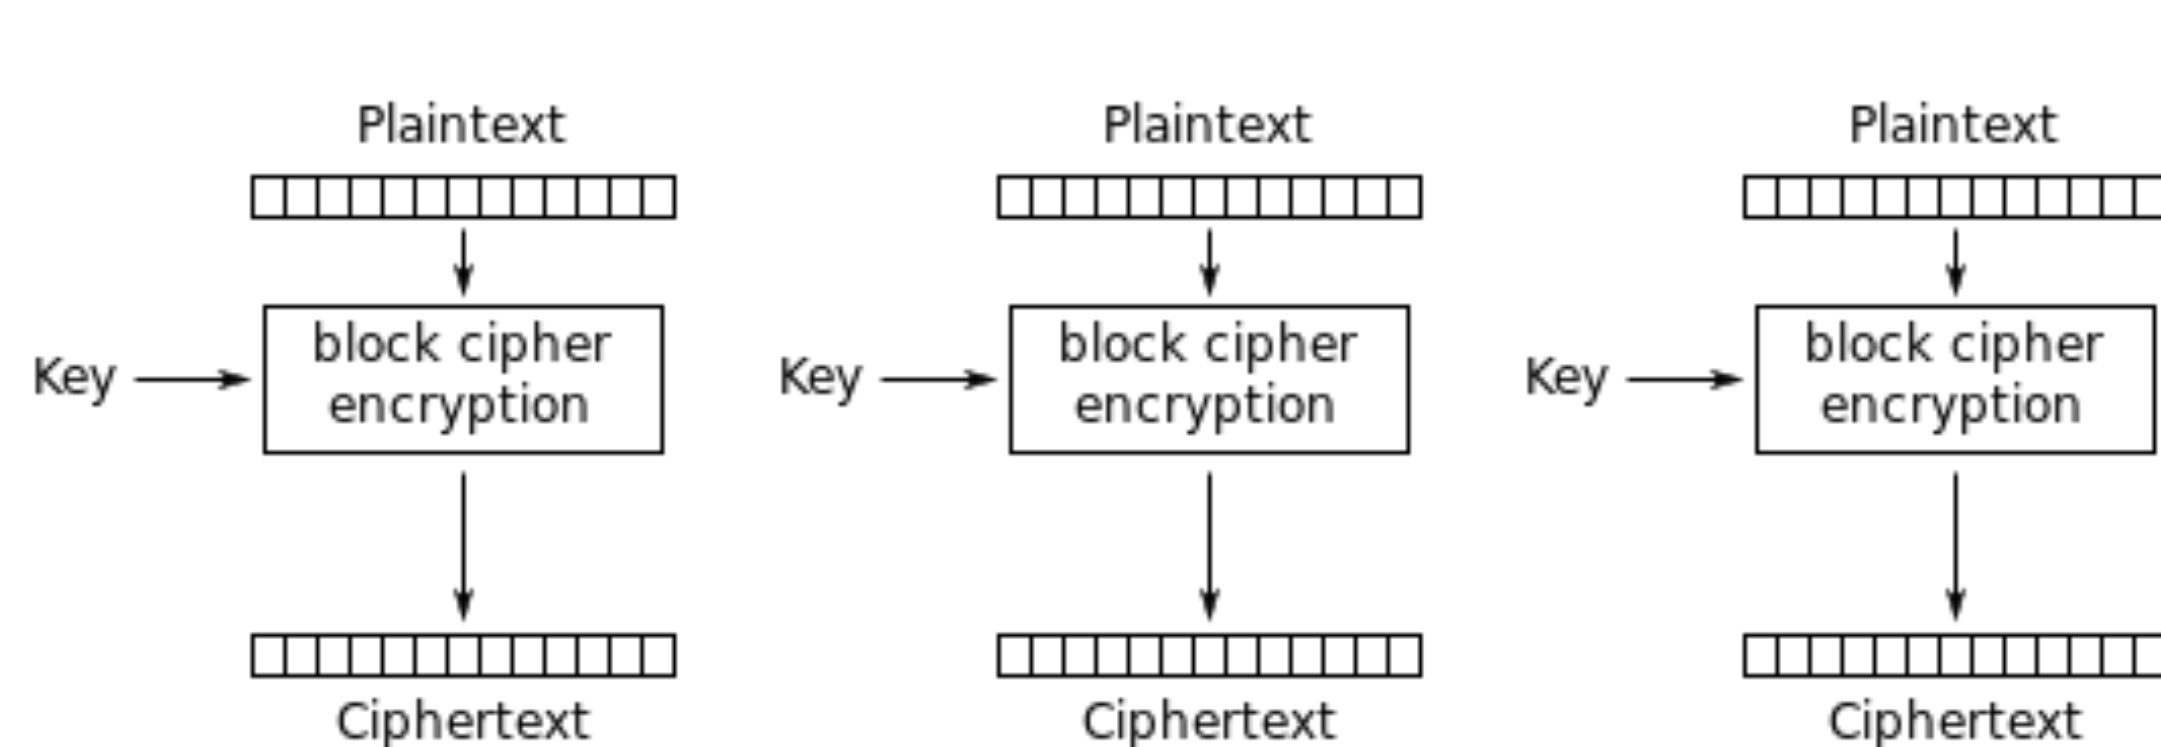 Plaintext
Plaintext
Plaintext
Key
block cipher
encryption
Key
block cipher
encryption
Key
block cipher
encryption
Ciphertext
Ciphertext
Ciphertext